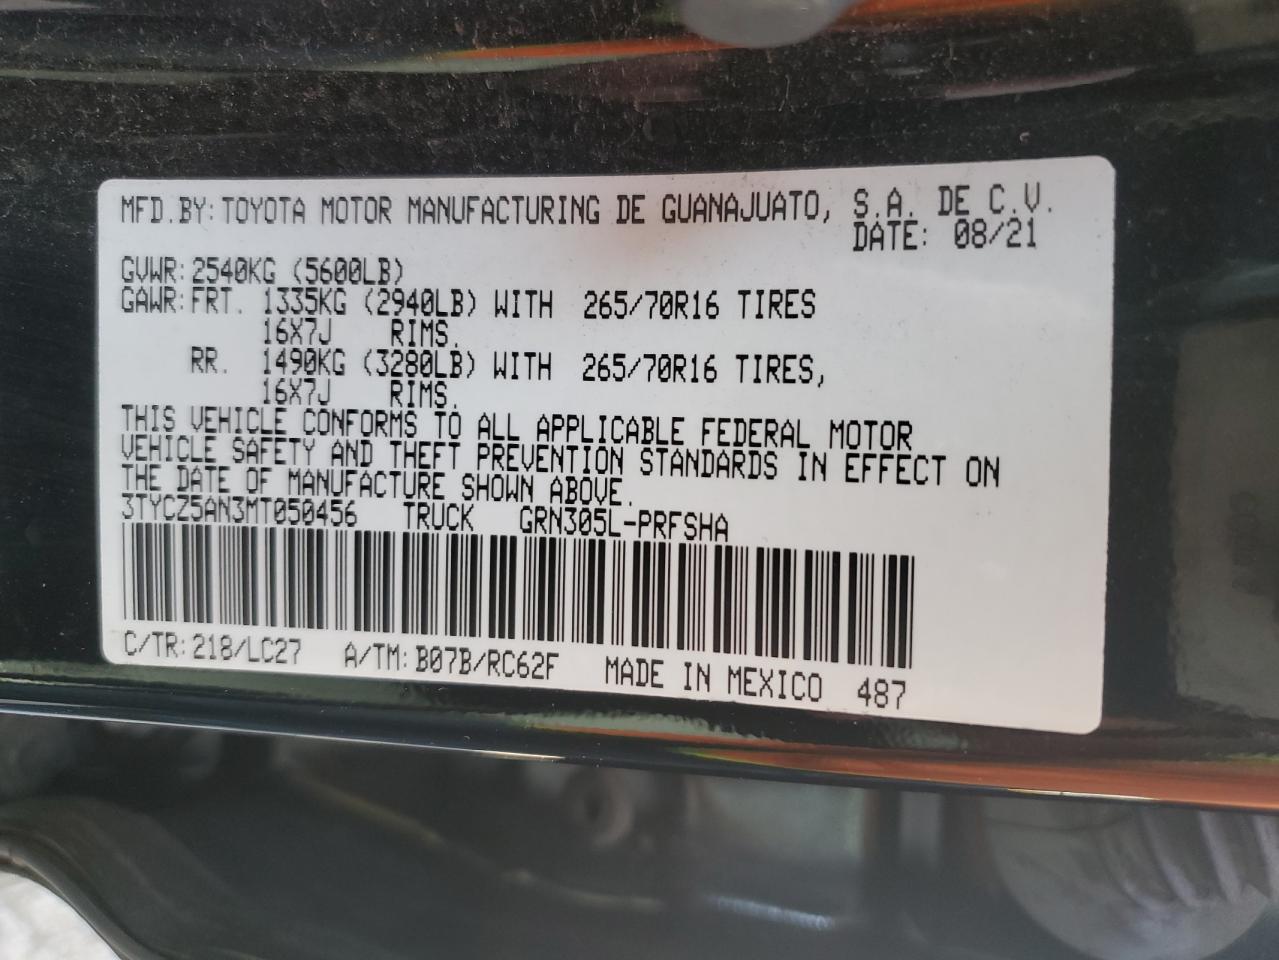 MFD.BY:TOYOTA MOTOR MANUFACTURING DE GUANAJUATO, S.A. DE C.V.
DATE: 08/21
GVWR:2540KG (5600LB)
GAWR:FRT. 1335KG (2940LB) WITH 265/70R16 TIRES
16X7J RIMS.
RR. 1490KG (3280LB) WITH 265/70R16 TIRES,
16X7J RIMS.
THIS VEHICLE CONFORMS TO ALL APPLICABLE FEDERAL MOTOR
VEHICLE SAFETY AND THEFT PREVENTION STANDARDS IN EFFECT ON
THE DATE OF MANUFACTURE SHOWN ABOVE.
3TYCZ5AN3MT050456 TRUCK GRN305L-PRFSHA
C/TR:218/LC27 A/TM:B07B/RC62F MADE IN MEXICO 487